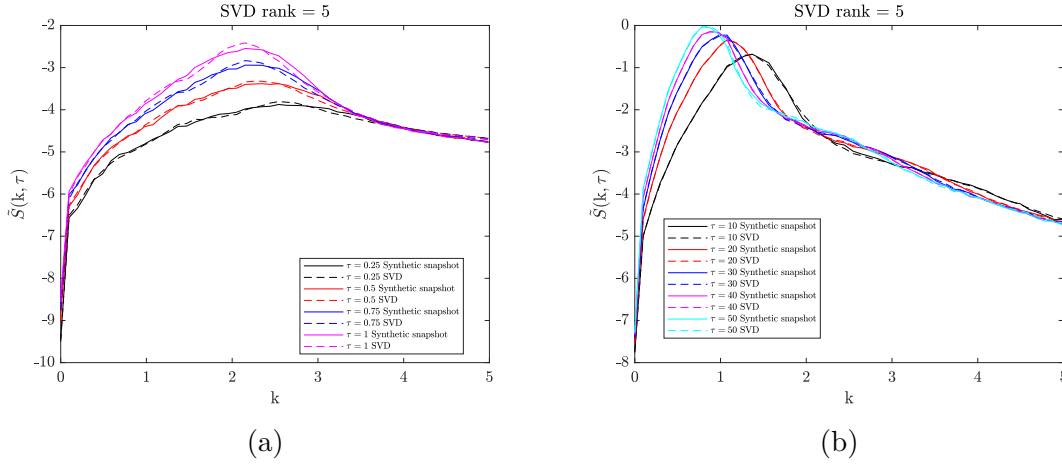 SVD rank = 5
-2
-3
-4
-5
-6
-7
-8
-9
-10
S̃(k, τ)
τ = 0.25 Synthetic snapshot
τ = 0.25 SVD
τ = 0.5 Synthetic snapshot
τ = 0.5 SVD
τ = 0.75 Synthetic snapshot
τ = 0.75 SVD
τ = 1 Synthetic snapshot
τ = 1 SVD
0 1 2 3 4 5
k
(a)
SVD rank = 5
0
-1
-2
-3
-4
-5
-6
-7
-8
S̃(k, τ)
τ = 10 Synthetic snapshot
τ = 10 SVD
τ = 20 Synthetic snapshot
τ = 20 SVD
τ = 30 Synthetic snapshot
τ = 30 SVD
τ = 40 Synthetic snapshot
τ = 40 SVD
τ = 50 Synthetic snapshot
τ = 50 SVD
0 1 2 3 4 5
k
(b)